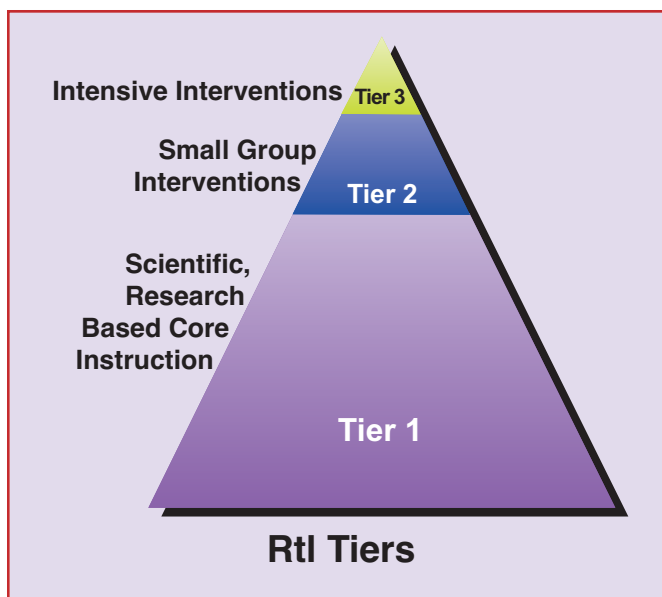 Intensive Interventions
Tier 3
Small Group
Interventions
Tier 2
Scientific,
Research
Based Core
Instruction
Tier 1
RtI Tiers